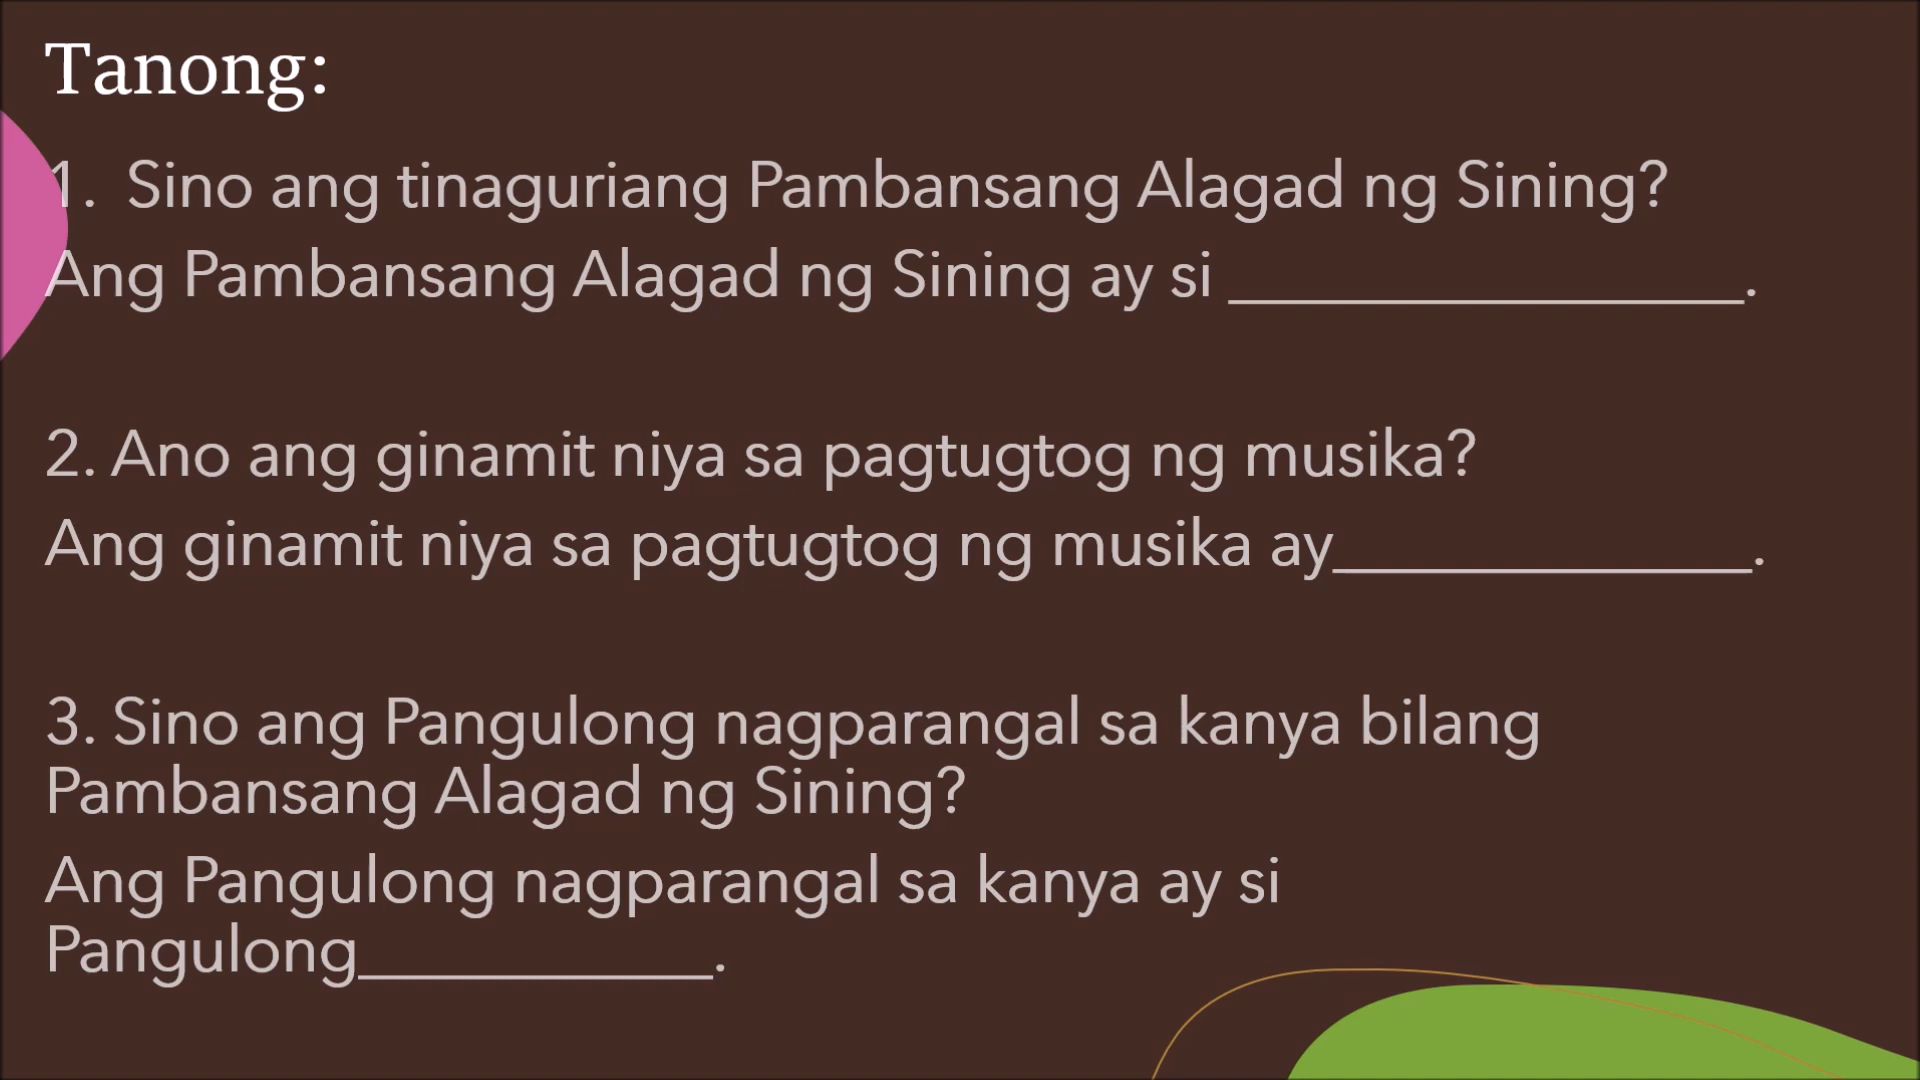 Tanong:
1. Sino ang tinaguriang Pambansang Alagad ng Sining?
Ang Pambansang Alagad ng Sining ay si ________________.
2. Ano ang ginamit niya sa pagtugtog ng musika?
Ang ginamit niya sa pagtugtog ng musika ay_____________.
3. Sino ang Pangulong nagparangal sa kanya bilang
Pambansang Alagad ng Sining?
Ang Pangulong nagparangal sa kanya ay si
Pangulong___________.